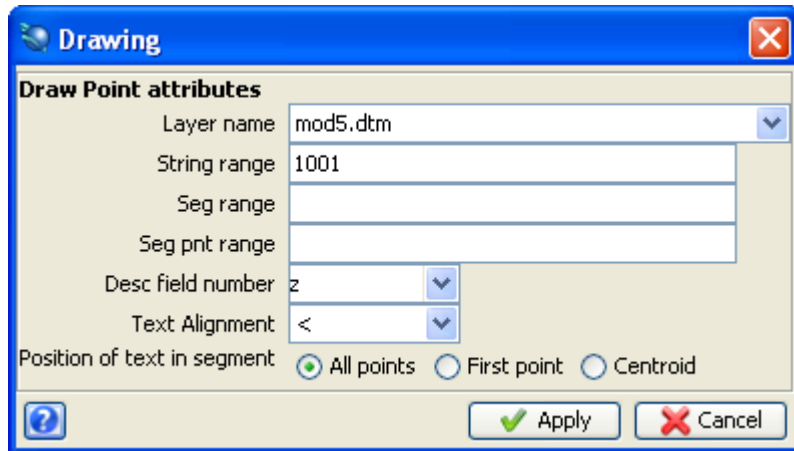 Drawing
Draw Point attributes
Layer name mod5.dtm
String range 1001
Seg range
Seg pnt range
Desc field number z
Text Alignment <
Position of text in segment All points First point Centroid
? Apply Cancel